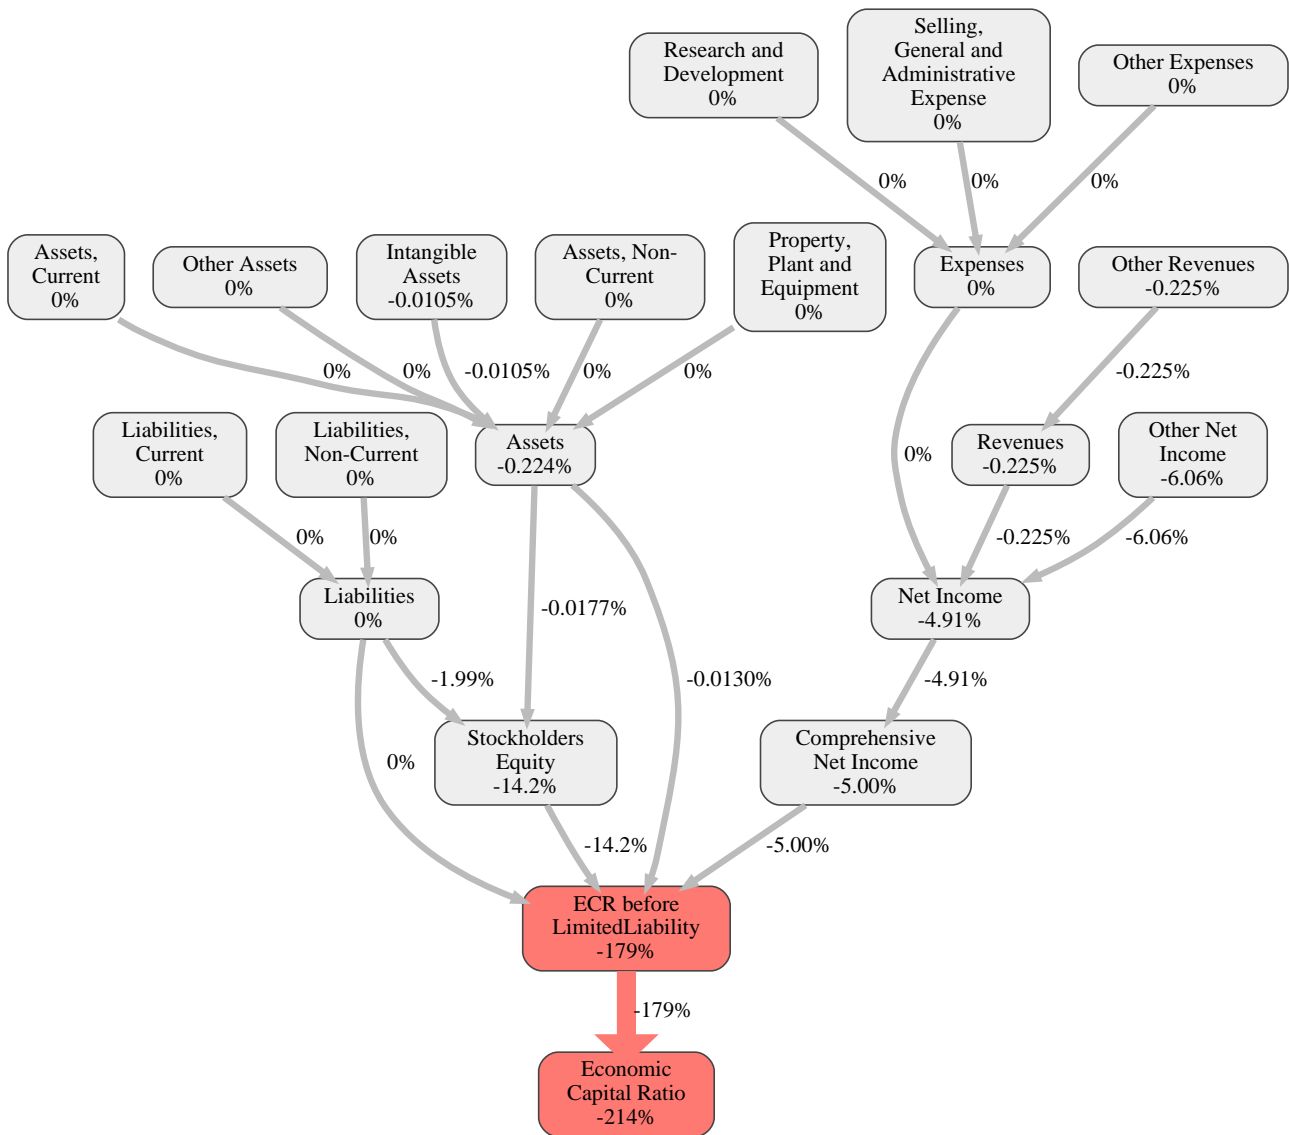 Research and
Development
0%
Selling,
General and
Administrative
Expense
0%
Other Expenses
0%
0%
0%
0%
Assets,
Current
0%
Other Assets
0%
Intangible
Assets
-0.0105%
Assets, Non-
Current
0%
Property,
Plant and
Equipment
0%
Expenses
0%
Other Revenues
-0.225%
0%
0%
-0.0105%
0%
0%
-0.225%
Liabilities,
Current
0%
Liabilities,
Non-Current
0%
Assets
-0.224%
0%
Revenues
-0.225%
Other Net
Income
-6.06%
0%
0%
-0.225%
-6.06%
Liabilities
0%
-0.0177%
Net Income
-4.91%
-1.99%
-0.0130%
-4.91%
0%
Stockholders
Equity
-14.2%
Comprehensive
Net Income
-5.00%
-14.2%
-5.00%
ECR before
LimitedLiability
-179%
-179%
Economic
Capital Ratio
-214%